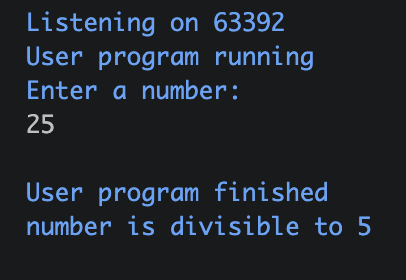 Listening on 63392
User program running
Enter a number:
25
User program finished
number is divisible to 5